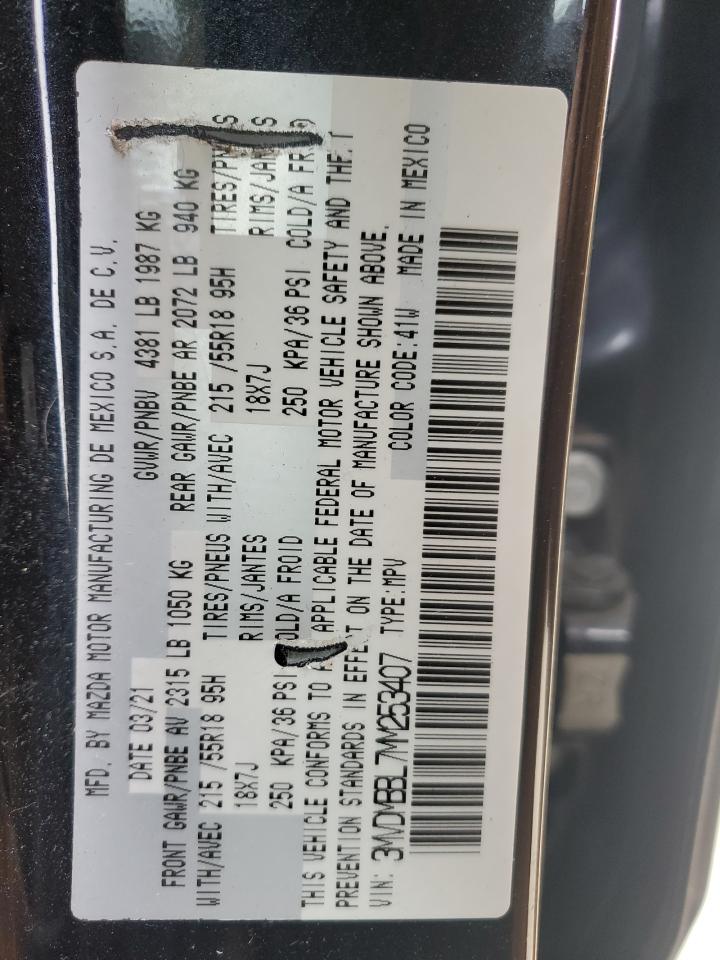 MFD. BY MAZDA MOTOR MANUFACTURING DE MEXICO S.A. DE C.V.
DATE 03/21 GVWR/PNBV 4381 LB 1987 KG
FRONT GAWR/PNBE AV 2315 LB 1050 KG REAR GAWR/PNBE AR 2072 LB 940 KG
WITH/AVEC 215 /55R18 95H TIRES/PNEUS WITH/AVEC 215 /55R18 95H
18X7J RIMS/JANTES 18X7J
250 KPA/36 PSI COLD/A FROID 250 KPA/36 PSI COLD/A
THIS VEHICLE CONFORMS TO APPLICABLE FEDERAL MOTOR VEHICLE SAFETY AND
PREVENTION STANDARDS IN EFFECT ON THE DATE OF MANUFACTURE SHOWN ABOVE.
VIN: 3MVDMBBL7MM253407 TYPE:MPV COLOR CODE:41W MADE IN MEXICO